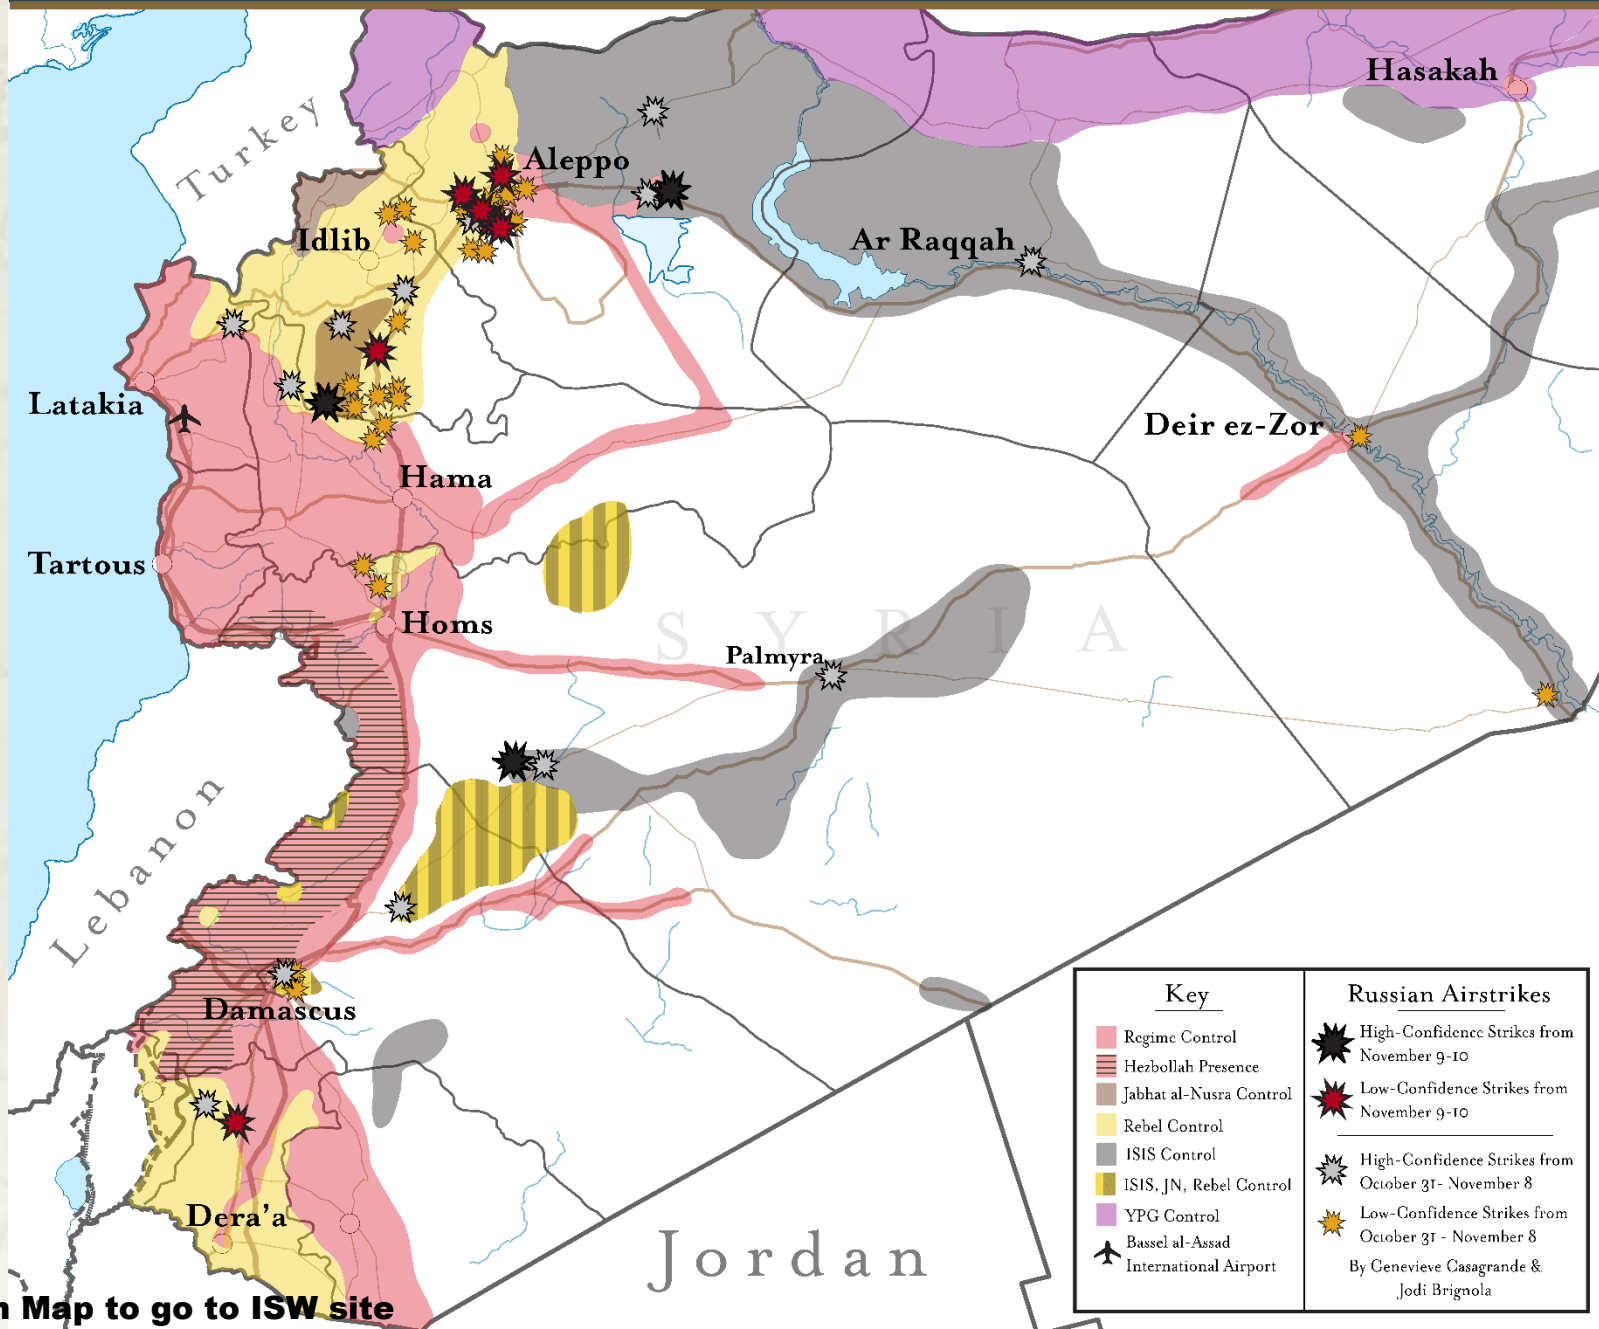 Hasakah
Turkey
Aleppo
Idlib
Ar Raqqah
Latakia
Deir ez-Zor
Hama
Tartous
Homs
SYRIA
Palmyra
Lebanon
Damascus
Dera'a
Jordan
n Map to go to ISW site
Key
Regime Control
Hezbollah Presence
Jabhat al-Nusra Control
Rebel Control
ISIS Control
ISIS, JN, Rebel Control
YPG Control
Bassel al-Assad
International Airport
Russian Airstrikes
High-Confidence Strikes from
November 9-10
Low-Confidence Strikes from
November 9-10
High-Confidence Strikes from
October 31- November 8
Low-Confidence Strikes from
October 31 - November 8
By Genevieve Casagrande &
Jodi Brignola